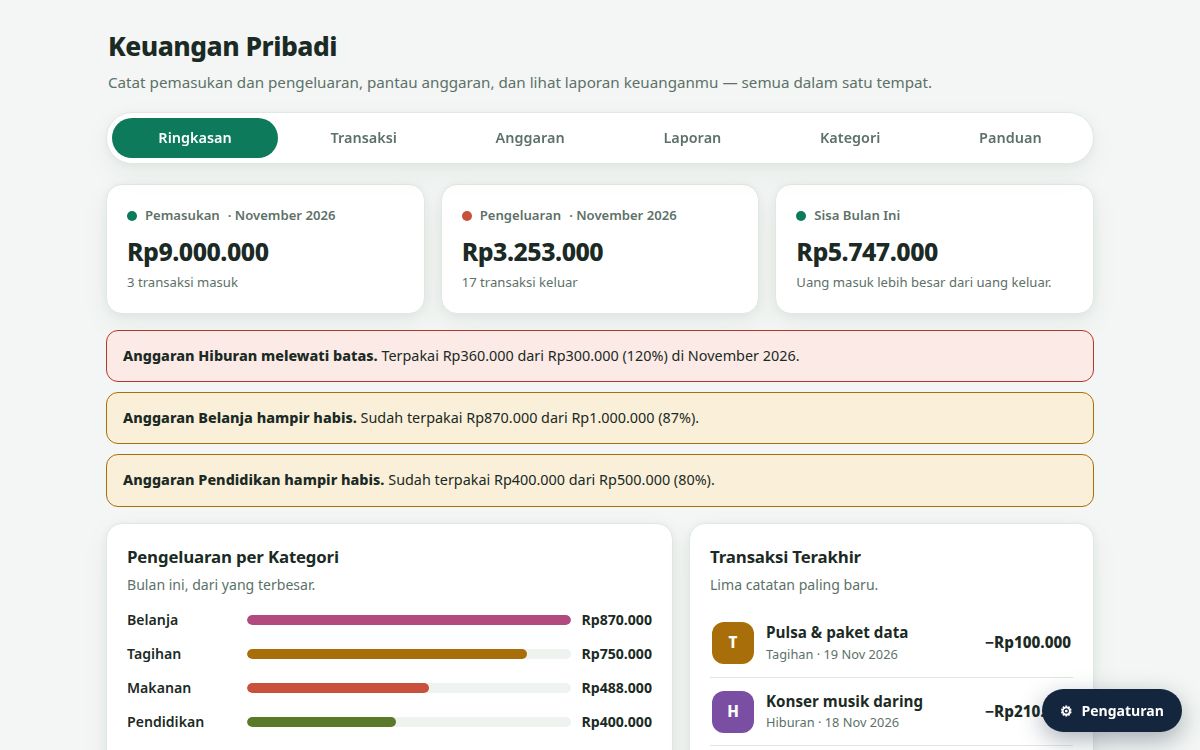 Keuangan Pribadi
Catat pemasukan dan pengeluaran, pantau anggaran, dan lihat laporan keuanganmu — semua dalam satu tempat.
Ringkasan Transaksi Anggaran Laporan Kategori Panduan
Pemasukan · November 2026
Rp9.000.000
3 transaksi masuk
Pengeluaran · November 2026
Rp3.253.000
17 transaksi keluar
Sisa Bulan Ini
Rp5.747.000
Uang masuk lebih besar dari uang keluar.
Anggaran Hiburan melewati batas. Terpakai Rp360.000 dari Rp300.000 (120%) di November 2026.
Anggaran Belanja hampir habis. Sudah terpakai Rp870.000 dari Rp1.000.000 (87%).
Anggaran Pendidikan hampir habis. Sudah terpakai Rp400.000 dari Rp500.000 (80%).
Pengeluaran per Kategori
Bulan ini, dari yang terbesar.
Belanja Rp870.000
Tagihan Rp750.000
Makanan Rp488.000
Pendidikan Rp400.000
Transaksi Terakhir
Lima catatan paling baru.
T
Pulsa & paket data
Tagihan · 19 Nov 2026
−Rp100.000
H
Konser musik daring
Hiburan · 18 Nov 2026
−Rp210.
⚙ Pengaturan